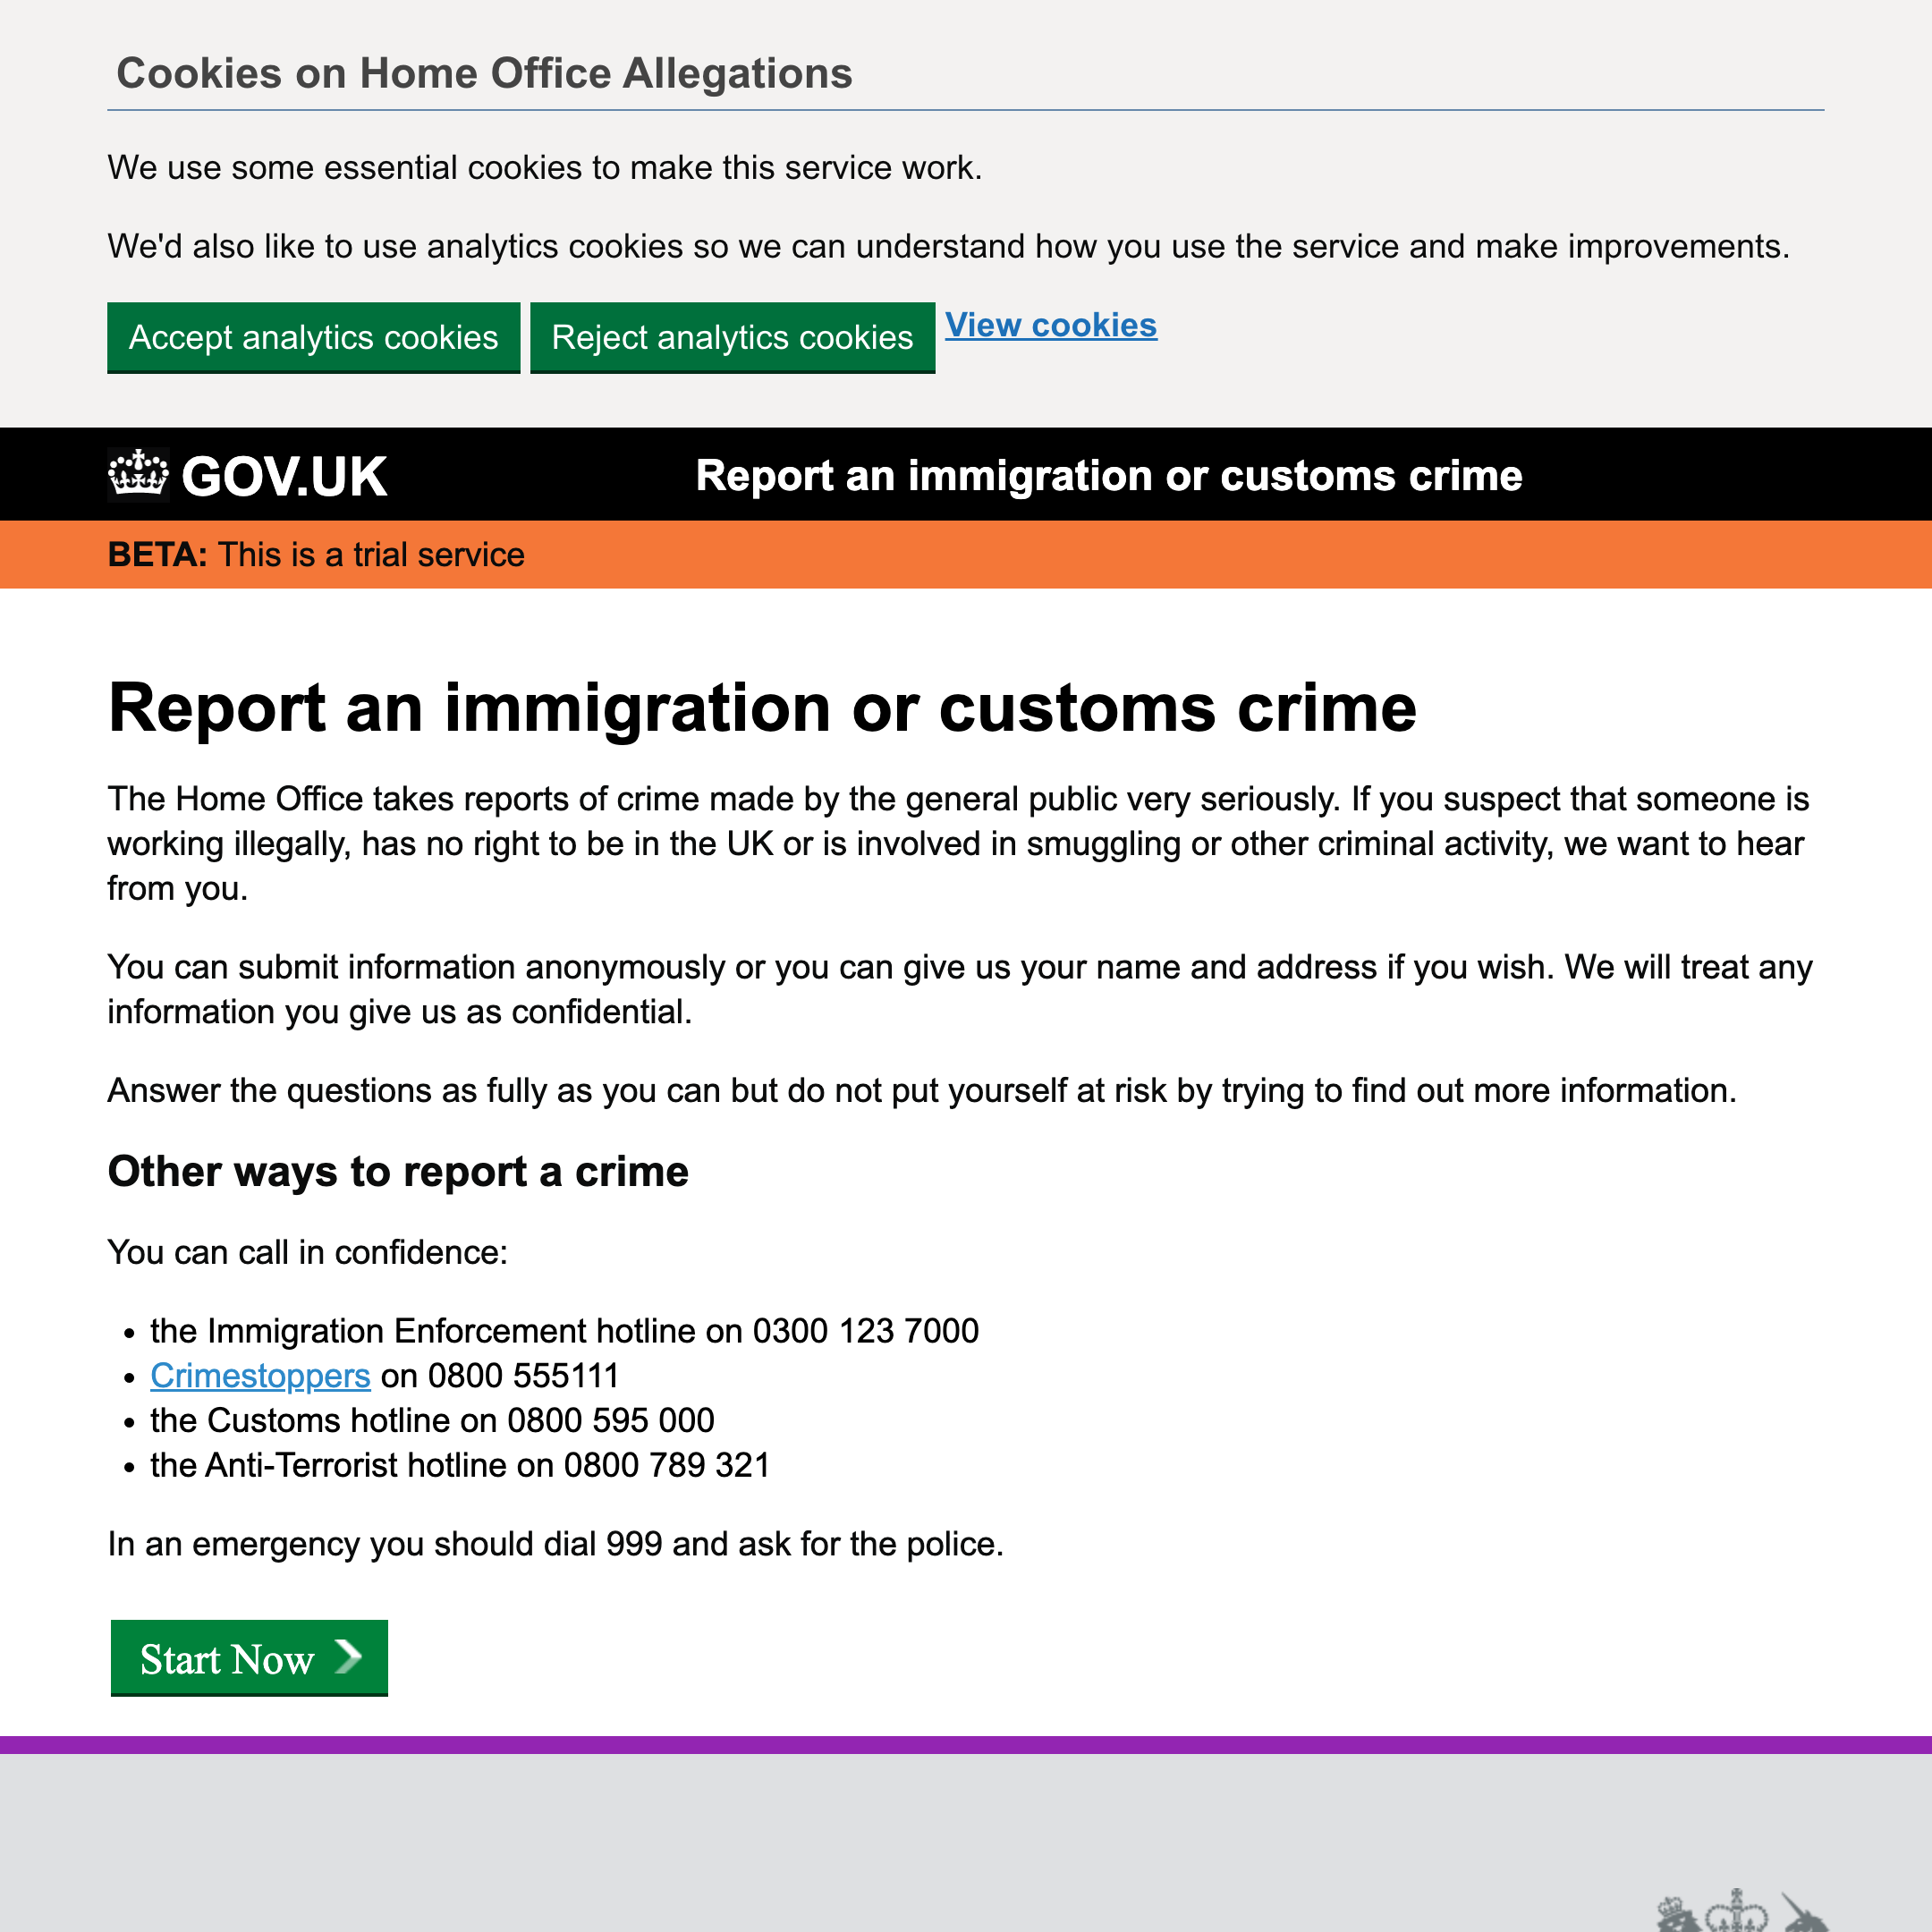 Cookies on Home Office Allegations
We use some essential cookies to make this service work.
We'd also like to use analytics cookies so we can understand how you use the service and make improvements.
Accept analytics cookies Reject analytics cookies View cookies
GOV.UK Report an immigration or customs crime
BETA: This is a trial service
Report an immigration or customs crime
The Home Office takes reports of crime made by the general public very seriously. If you suspect that someone is
working illegally, has no right to be in the UK or is involved in smuggling or other criminal activity, we want to hear
from you.
You can submit information anonymously or you can give us your name and address if you wish. We will treat any
information you give us as confidential.
Answer the questions as fully as you can but do not put yourself at risk by trying to find out more information.
Other ways to report a crime
You can call in confidence:
• the Immigration Enforcement hotline on 0300 123 7000
• Crimestoppers on 0800 555111
• the Customs hotline on 0800 595 000
• the Anti-Terrorist hotline on 0800 789 321
In an emergency you should dial 999 and ask for the police.
Start Now